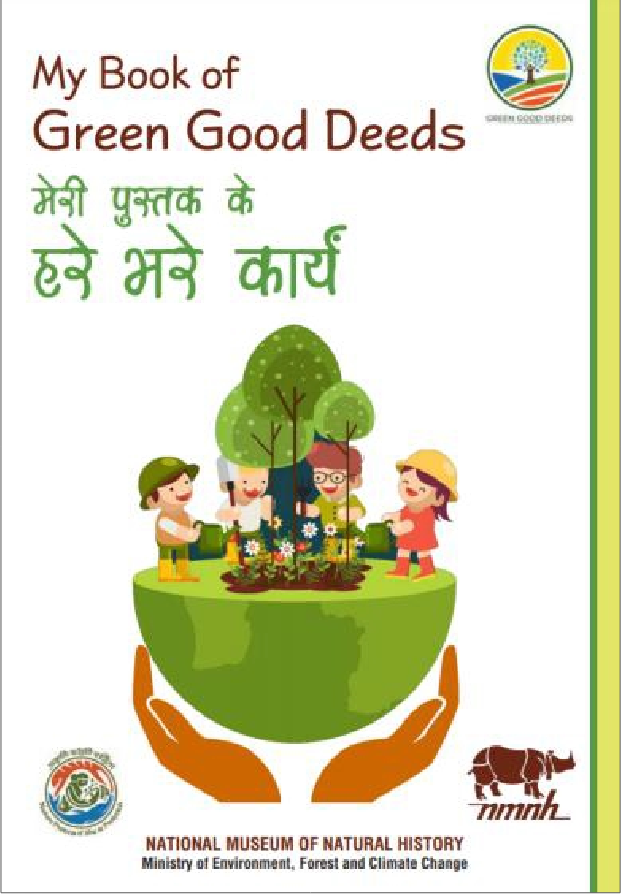 My Book of
Green Good Deeds
GREEN GOOD DEEDS
मेरी पुस्तक के
हरे भरे कार्यं
nmnh
NATIONAL MUSEUM OF NATURAL HISTORY
Ministry of Environment, Forest and Climate Change